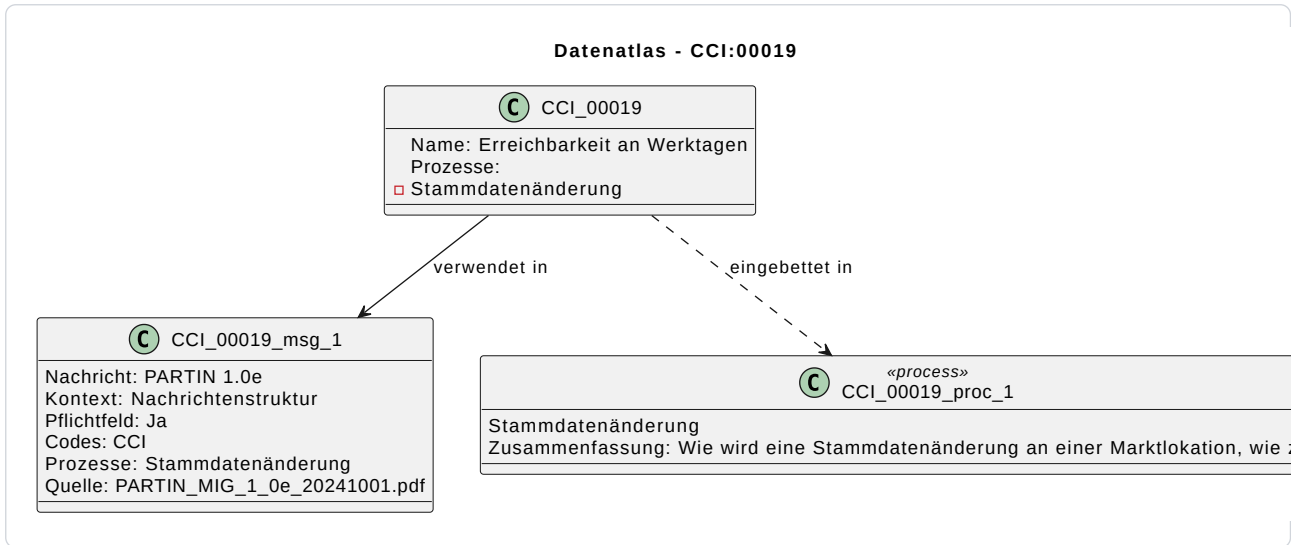 Datenatlas - CCI:00019
C CCI_00019
Name: Erreichbarkeit an Werktagen
Prozesse:
Stammdatenänderung
verwendet in
eingebettet in
C CCI_00019_msg_1
Nachricht: PARTIN 1.0e
Kontext: Nachrichtenstruktur
Pflichtfeld: Ja
Codes: CCI
Prozesse: Stammdatenänderung
Quelle: PARTIN_MIG_1_0e_20241001.pdf
«process»
C CCI_00019_proc_1
Stammdatenänderung
Zusammenfassung: Wie wird eine Stammdatenänderung an einer Marktlokation, wie